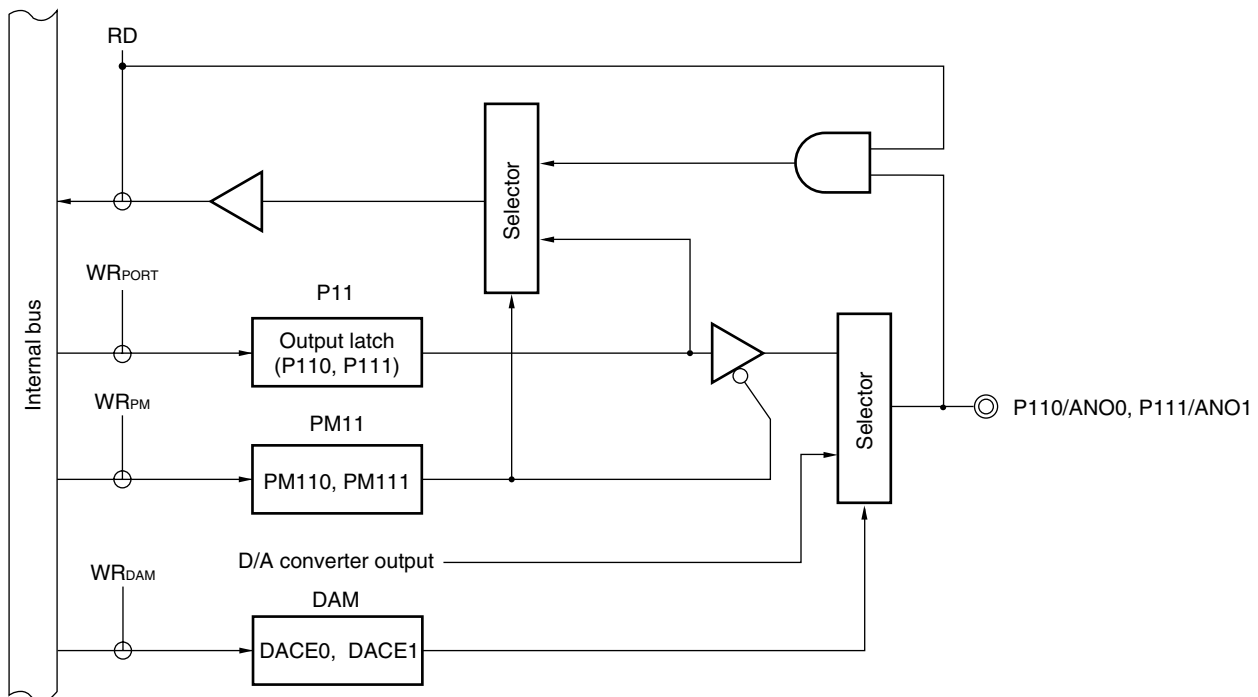 RD
Selector
Internal bus
WRPORT
P11
Output latch
(P110, P111)
WRPM
PM11
PM110, PM111
Selector
P110/ANO0, P111/ANO1
D/A converter output
WRDAM
DAM
DACE0, DACE1